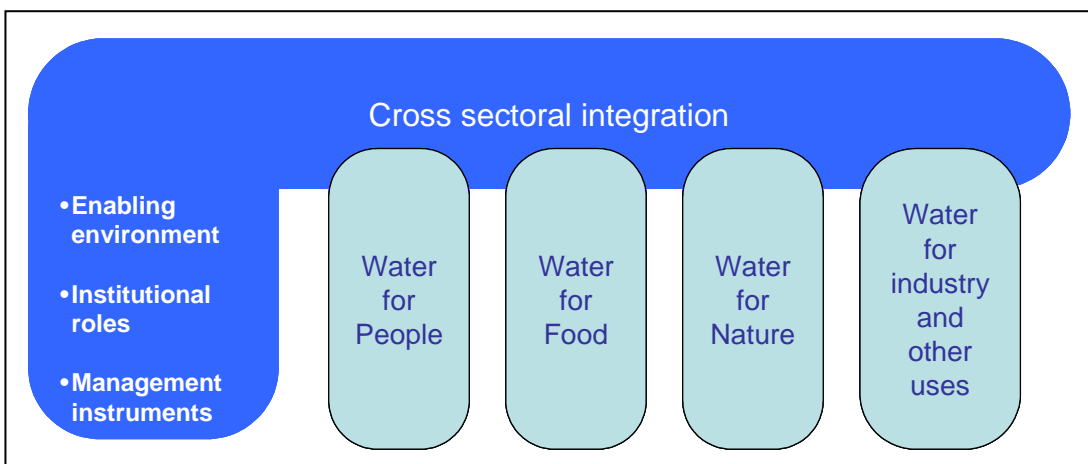 Cross sectoral integration
•Enabling
environment
•Institutional
roles
•Management
instruments
Water
for
People
Water
for
Food
Water
for
Nature
Water
for
industry
and
other
uses